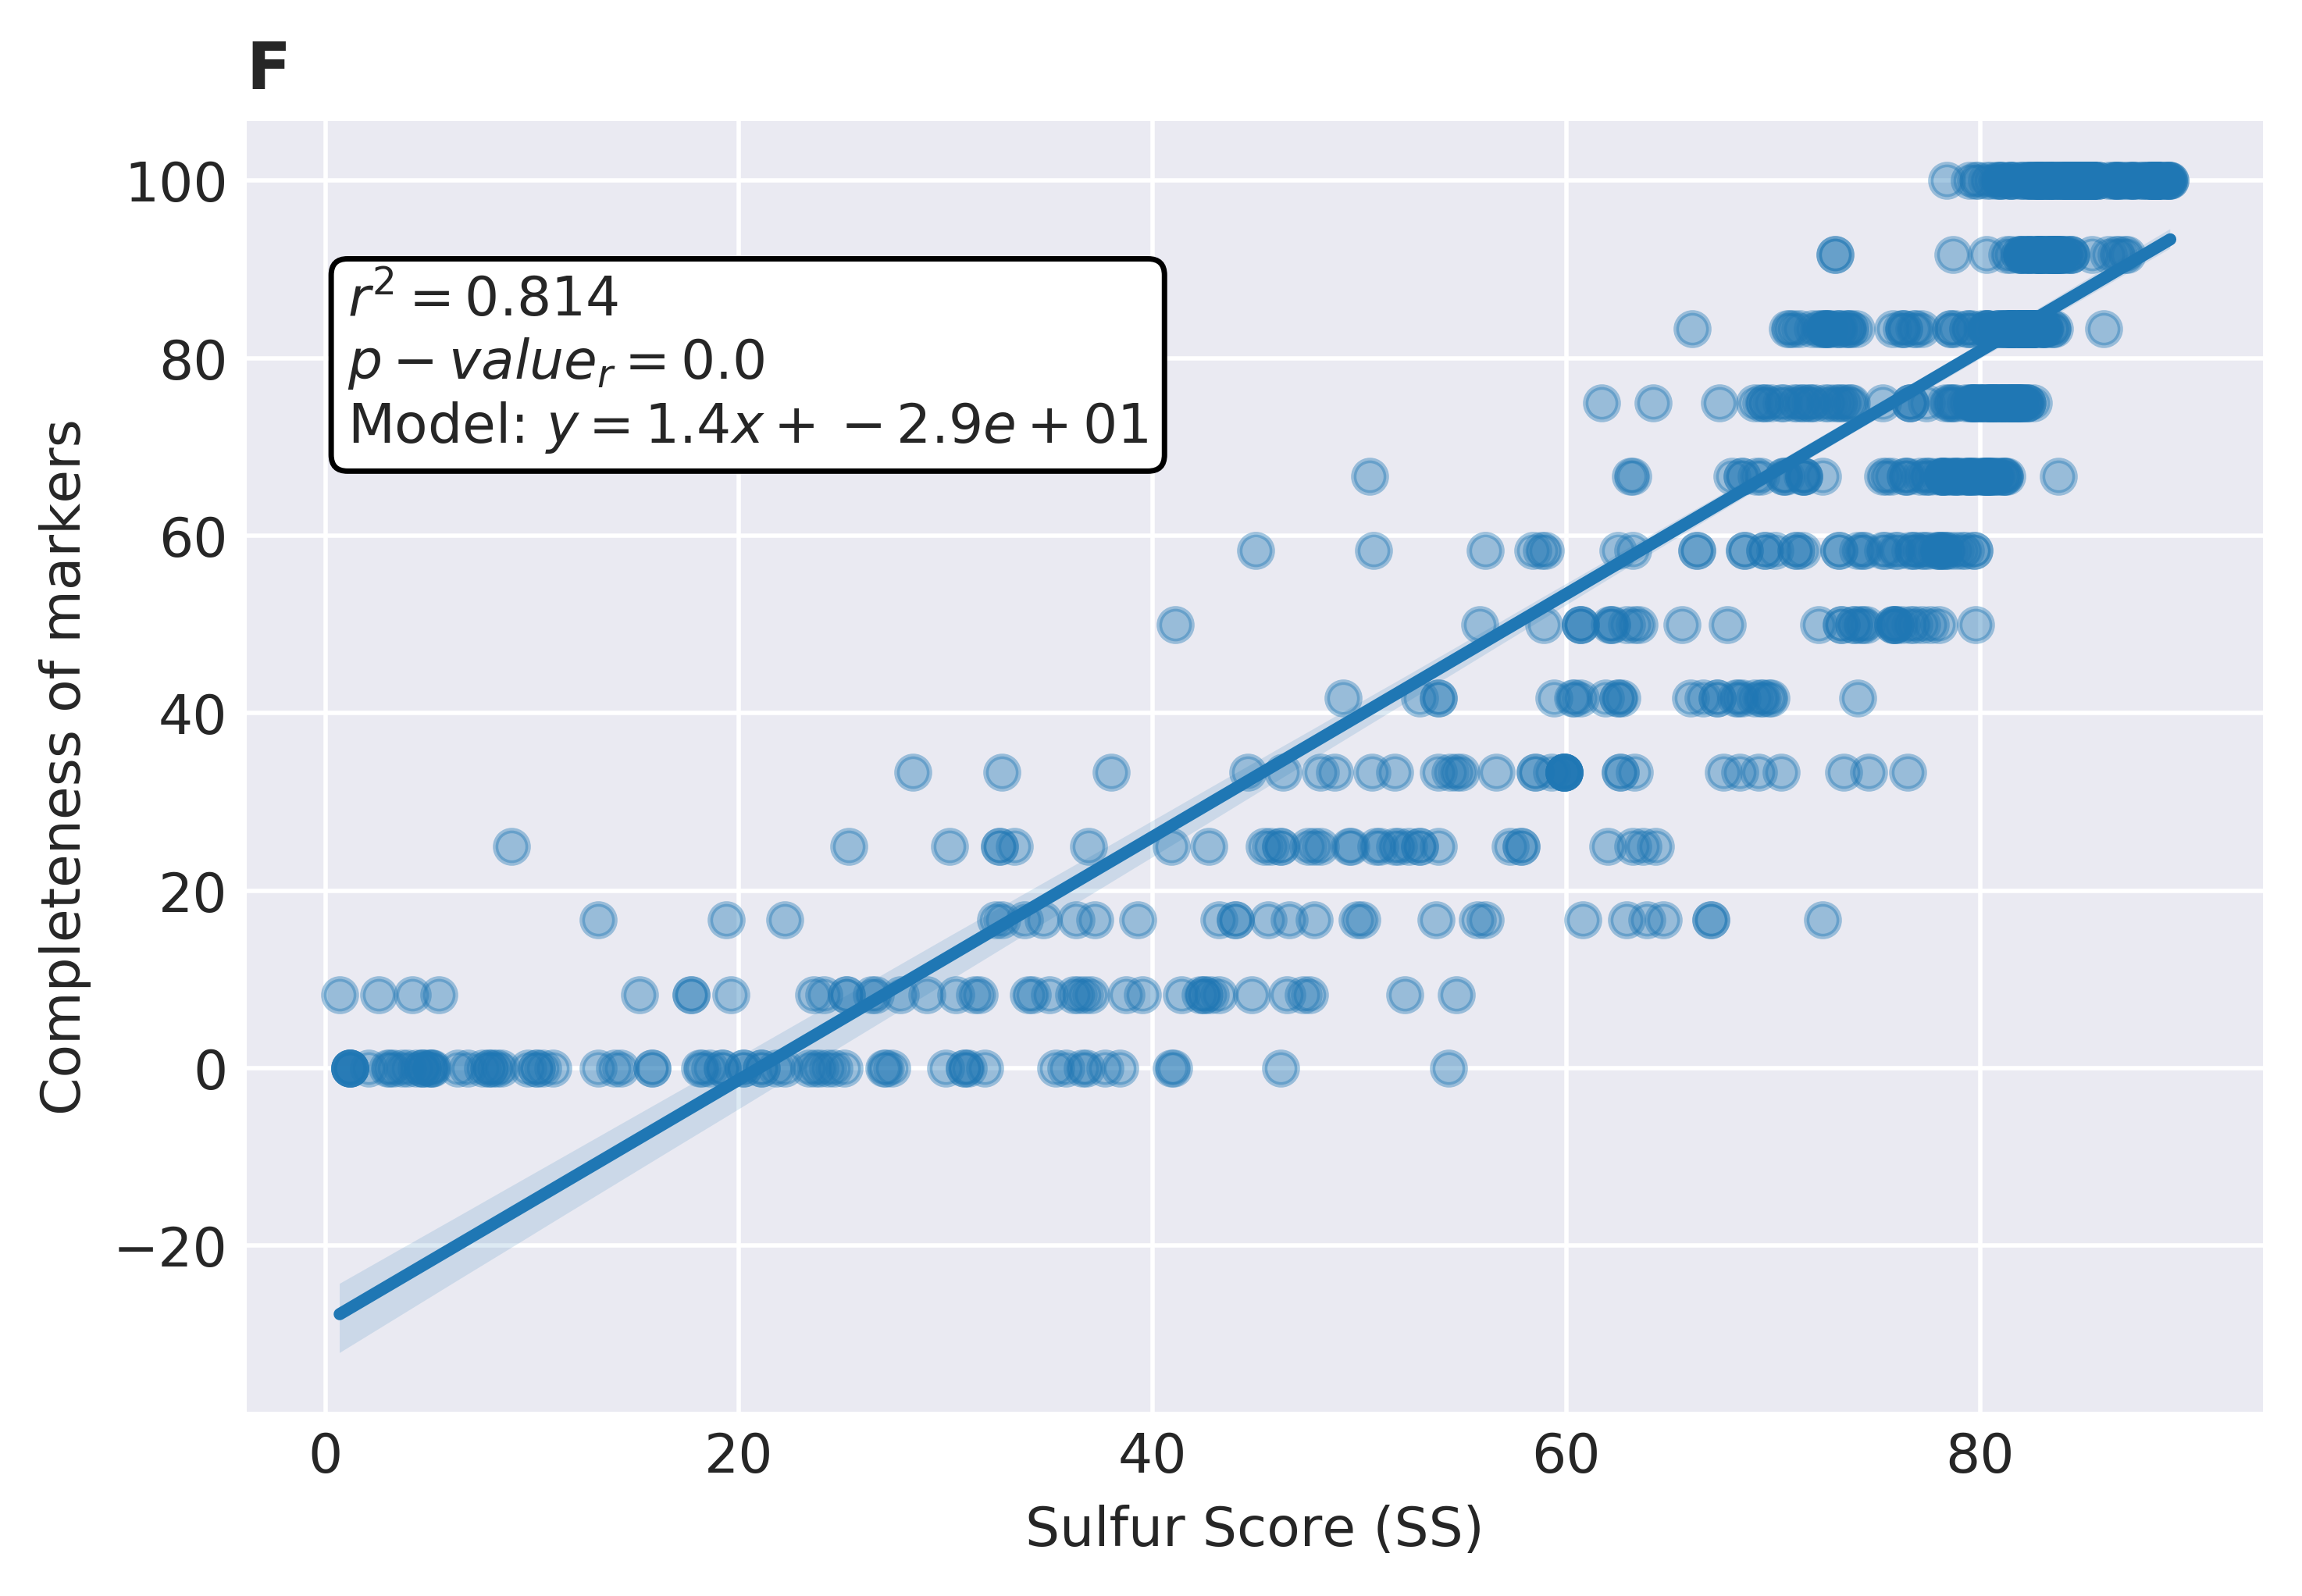 F
100
80
60
40
20
0
−20
Completeness of markers
r² = 0.814
p − valueᵣ = 0.0
Model: y = 1.4x + −2.9e + 01
0 20 40 60 80
Sulfur Score (SS)